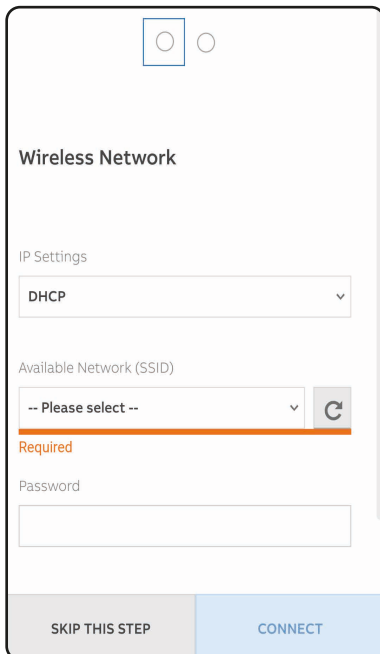 Wireless Network
IP Settings
DHCP
Available Network (SSID)
-- Please select --
Required
Password
SKIP THIS STEP CONNECT